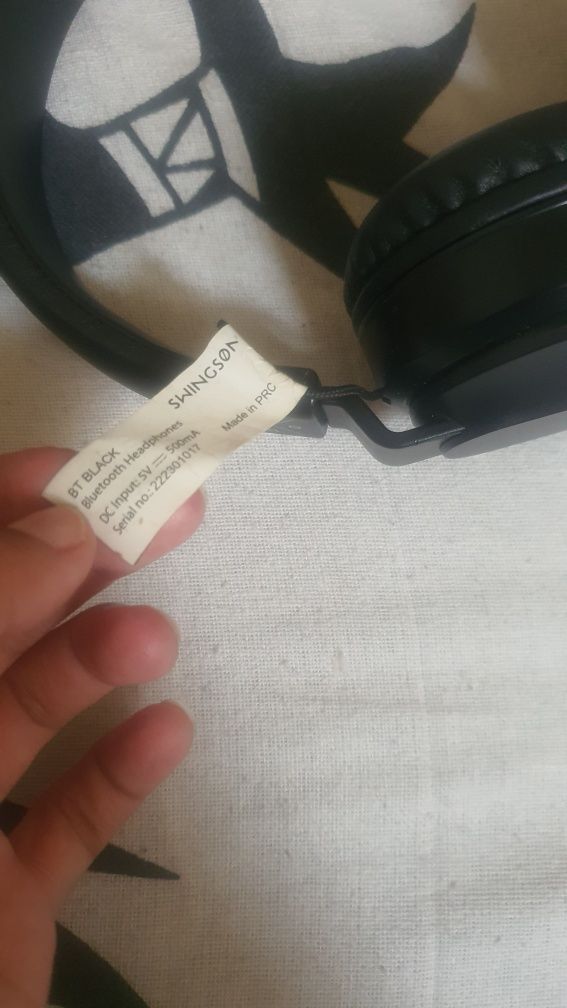 SWINGSON
BT BLACK
Bluetooth Headphones
DC Input: 5V ⎓ 500mA
Serial no.: 222301017
Made in PRC